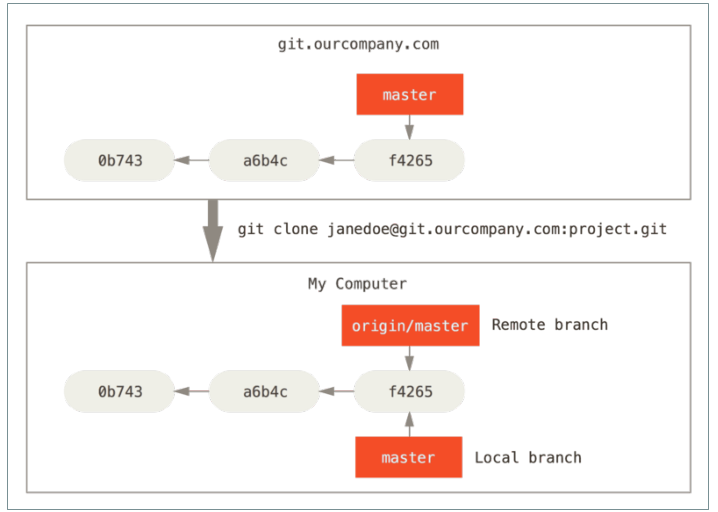 git.ourcompany.com
master
0b743
a6b4c
f4265
git clone janedoe@git.ourcompany.com:project.git
My Computer
origin/master
Remote branch
0b743
a6b4c
f4265
master
Local branch